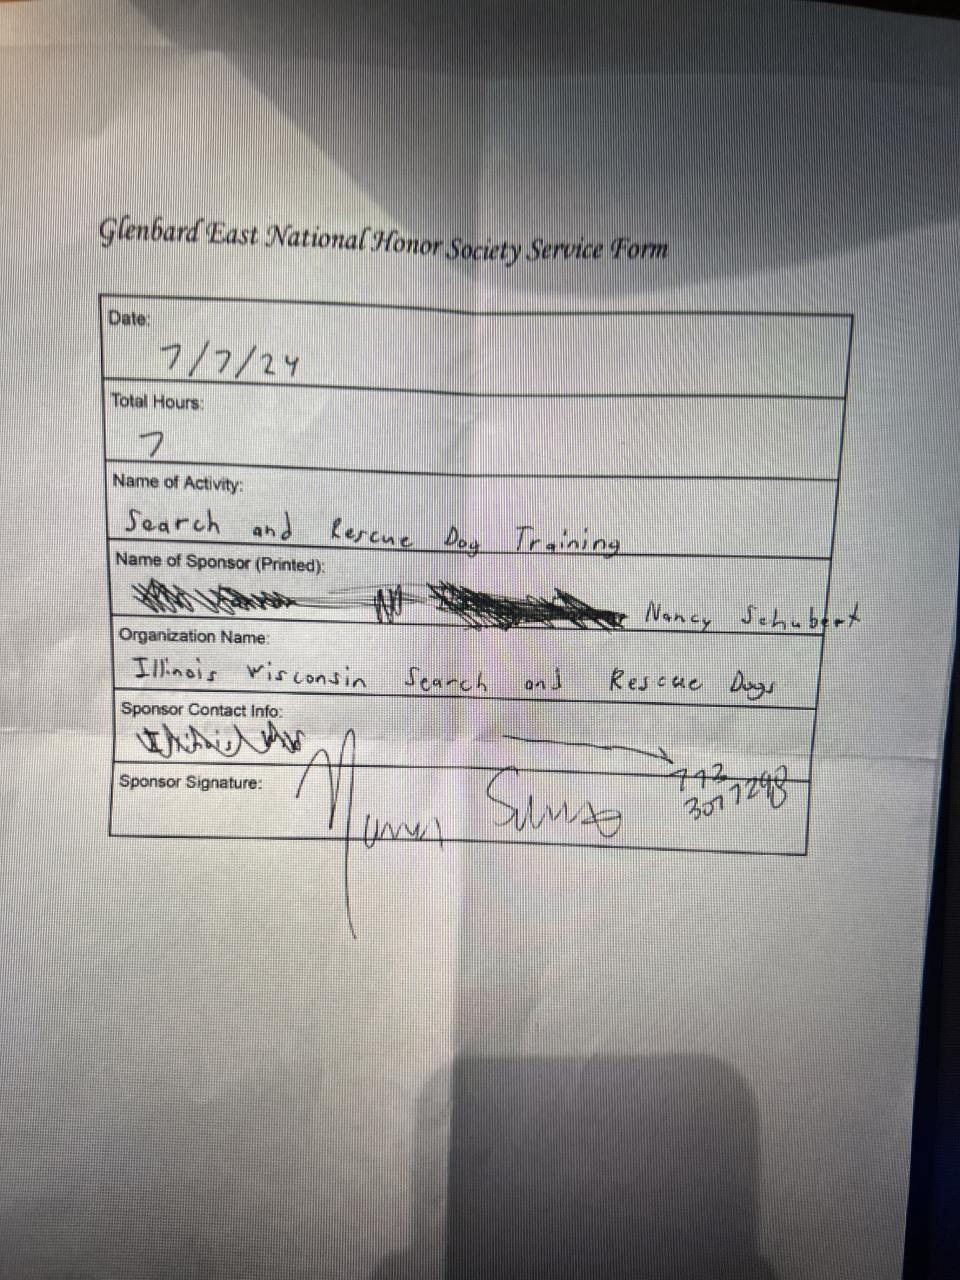 Glenbard East National Honor Society Service Form
Date:
7/7/24
Total Hours:
7
Name of Activity:
Search and Rescue Dog Training
Name of Sponsor (Printed):
Nancy Schubert
Organization Name:
Illinois Wisconsin Search and Rescue Dogs
Sponsor Contact Info:
Sponsor Signature: